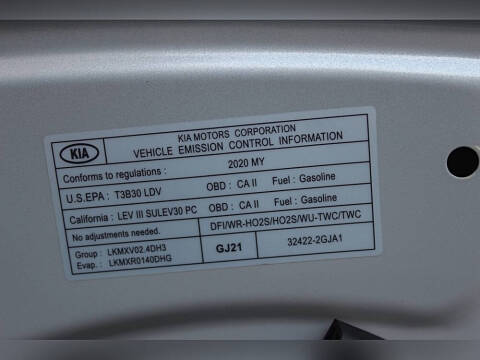 KIA
KIA MOTORS CORPORATION
VEHICLE EMISSION CONTROL INFORMATION
Conforms to regulations : 2020 MY
U.S.EPA : T3B30 LDV OBD : CA II Fuel : Gasoline
California : LEV III SULEV30 PC OBD : CA II Fuel : Gasoline
No adjustments needed. DFI/WR-HO2S/HO2S/WU-TWC/TWC
Group : LKMXV02.4DH3
Evap. : LKMXR0140DHG
GJ21 32422-2GJA1